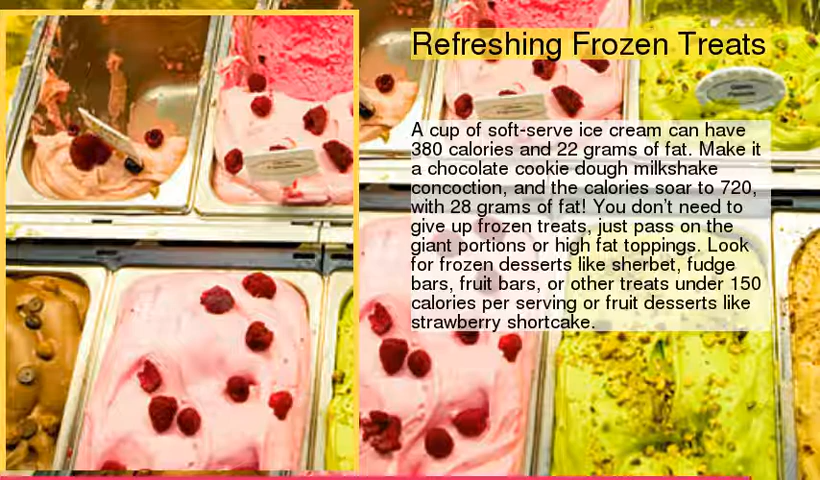 Refreshing Frozen Treats
A cup of soft-serve ice cream can have
380 calories and 22 grams of fat. Make it
a chocolate cookie dough milkshake
concoction, and the calories soar to 720,
with 28 grams of fat! You don't need to
give up frozen treats, just pass on the
giant portions or high fat toppings. Look
for frozen desserts like sherbet, fudge
bars, fruit bars, or other treats under 150
calories per serving or fruit desserts like
strawberry shortcake.